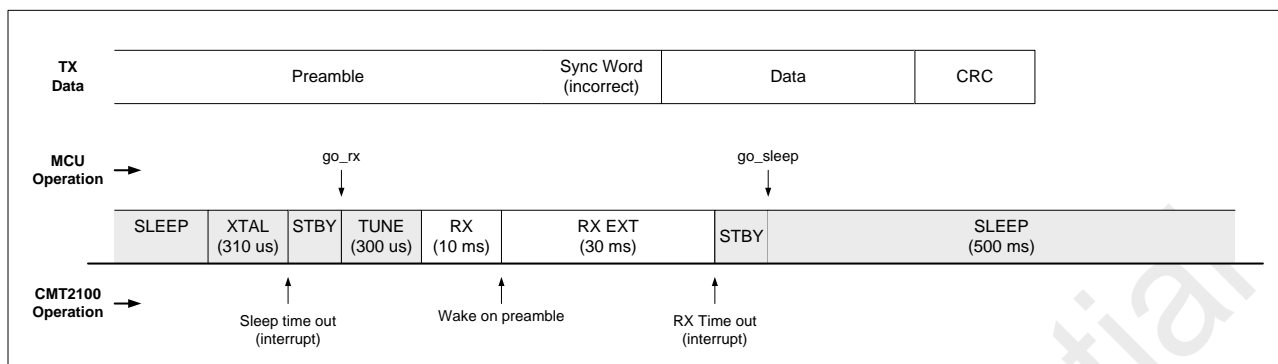 TX
Data
Preamble
Sync Word
(incorrect)
Data
CRC
MCU
Operation
go_rx
go_sleep
SLEEP
XTAL
(310 us)
STBY
TUNE
(300 us)
RX
(10 ms)
RX EXT
(30 ms)
STBY
SLEEP
(500 ms)
CMT2100
Operation
Sleep time out
(interrupt)
Wake on preamble
RX Time out
(interrupt)
tial